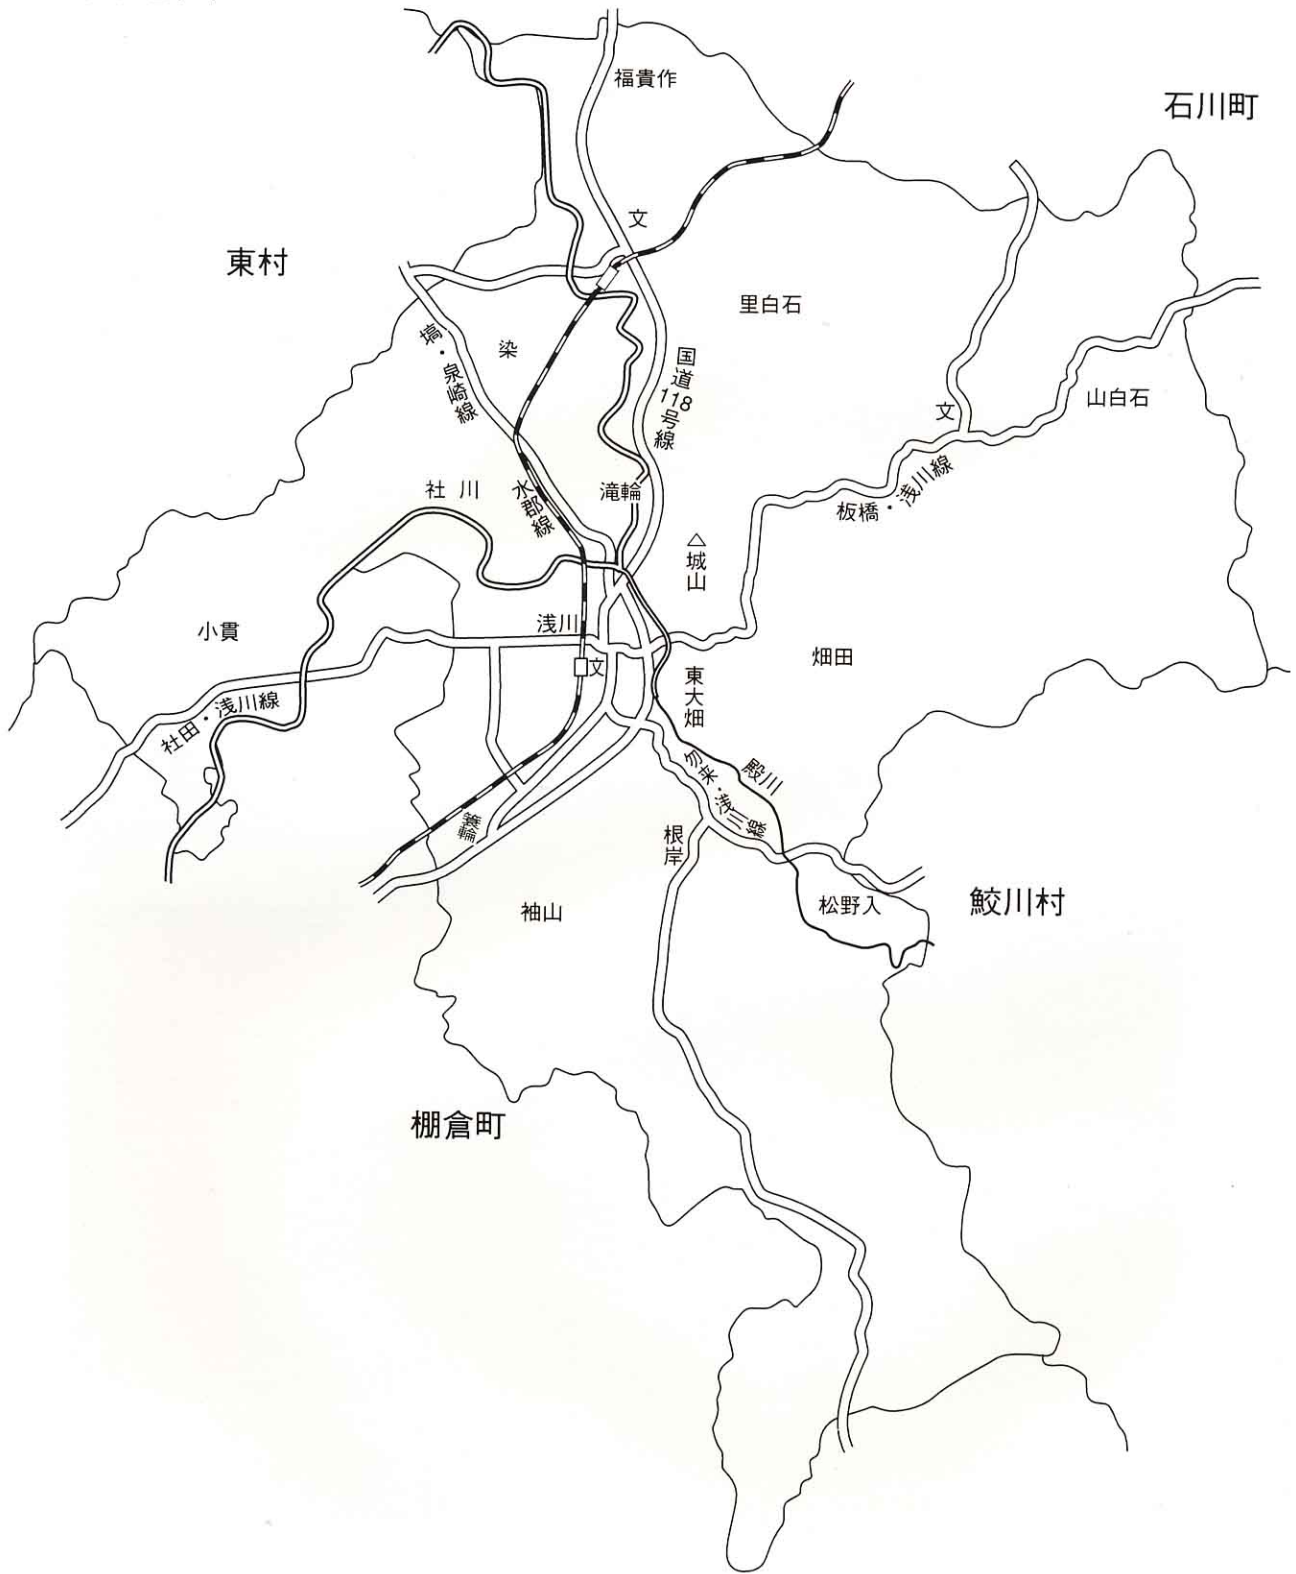 福貴作
石川町
文
東村
里白石
塙・泉崎線
染
国道118号線
山白石
文
板橋・浅川線
社川
水郡線
滝輪
△城山
小貫
浅川
畑田
文
東大畑
社田・浅川線
勿来・浅川線
殿川
簑輪
根岸
袖山
松野入
鮫川村
棚倉町